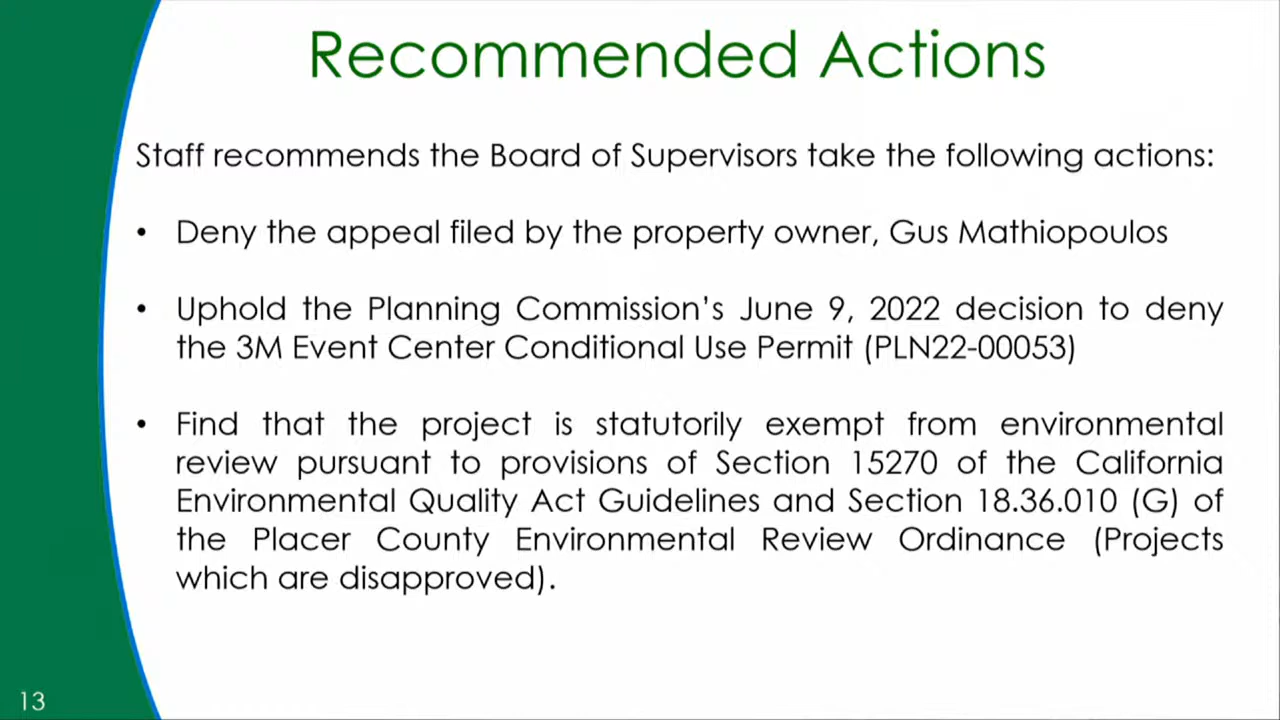 Recommended Actions
Staff recommends the Board of Supervisors take the following actions:
• Deny the appeal filed by the property owner, Gus Mathiopoulos
• Uphold the Planning Commission's June 9, 2022 decision to deny
the 3M Event Center Conditional Use Permit (PLN22-00053)
• Find that the project is statutorily exempt from environmental
review pursuant to provisions of Section 15270 of the California
Environmental Quality Act Guidelines and Section 18.36.010 (G) of
the Placer County Environmental Review Ordinance (Projects
which are disapproved).
13